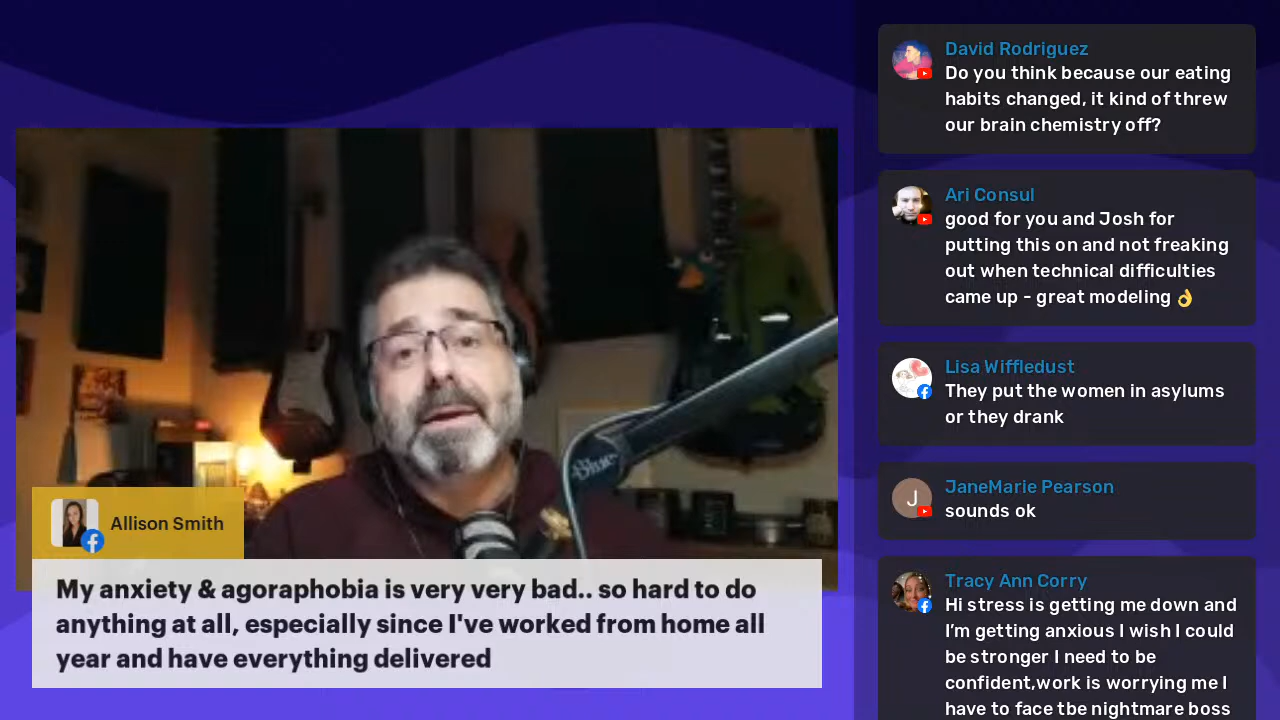 Blue
Allison Smith
My anxiety & agoraphobia is very very bad.. so hard to do
anything at all, especially since I've worked from home all
year and have everything delivered
David Rodriguez
Do you think because our eating
habits changed, it kind of threw
our brain chemistry off?
Ari Consul
good for you and Josh for
putting this on and not freaking
out when technical difficulties
came up - great modeling 👌
Lisa Wiffledust
They put the women in asylums
or they drank
J
JaneMarie Pearson
sounds ok
Tracy Ann Corry
Hi stress is getting me down and
I’m getting anxious I wish I could
be stronger I need to be
confident,work is worrying me I
have to face tbe nightmare boss